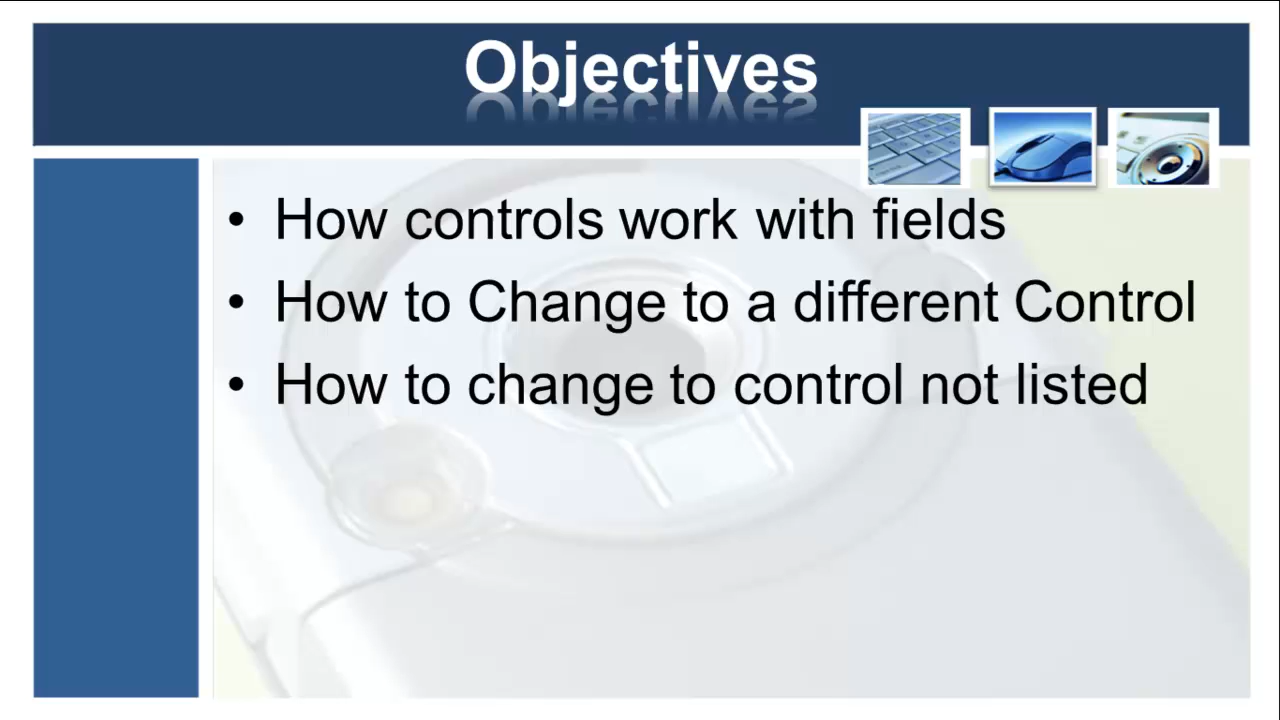 Objectives
• How controls work with fields
• How to Change to a different Control
• How to change to control not listed